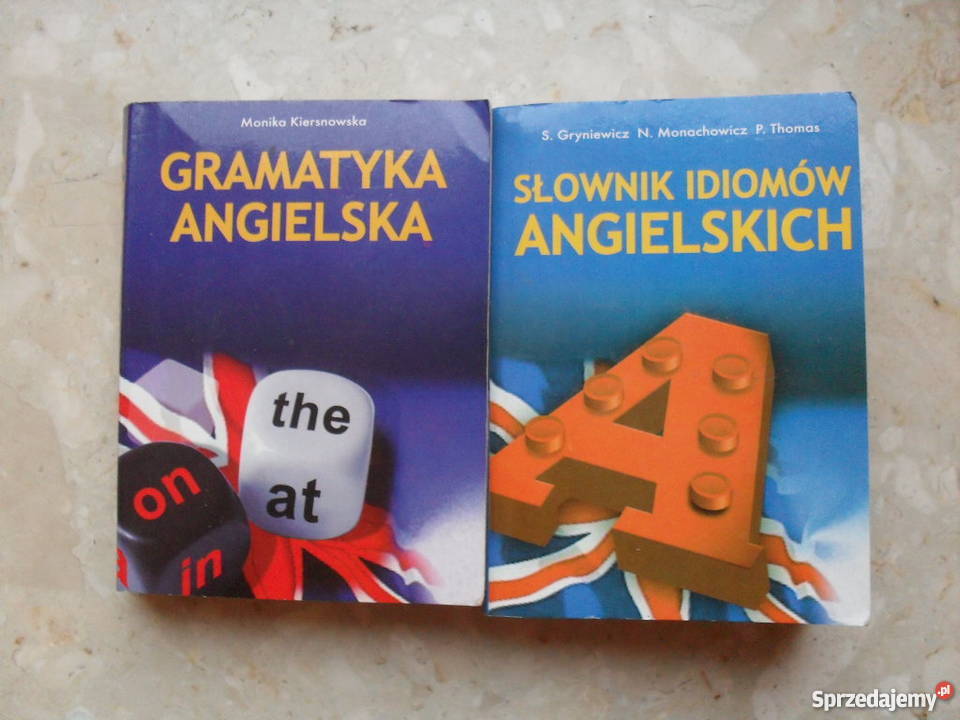 Monika Kiersnowska
GRAMATYKA
ANGIELSKA
the
at
on
in
a
S. Gryniewicz N. Monachowicz P. Thomas
SŁOWNIK IDIOMÓW
ANGIELSKICH
A
Sprzedajemy.pl